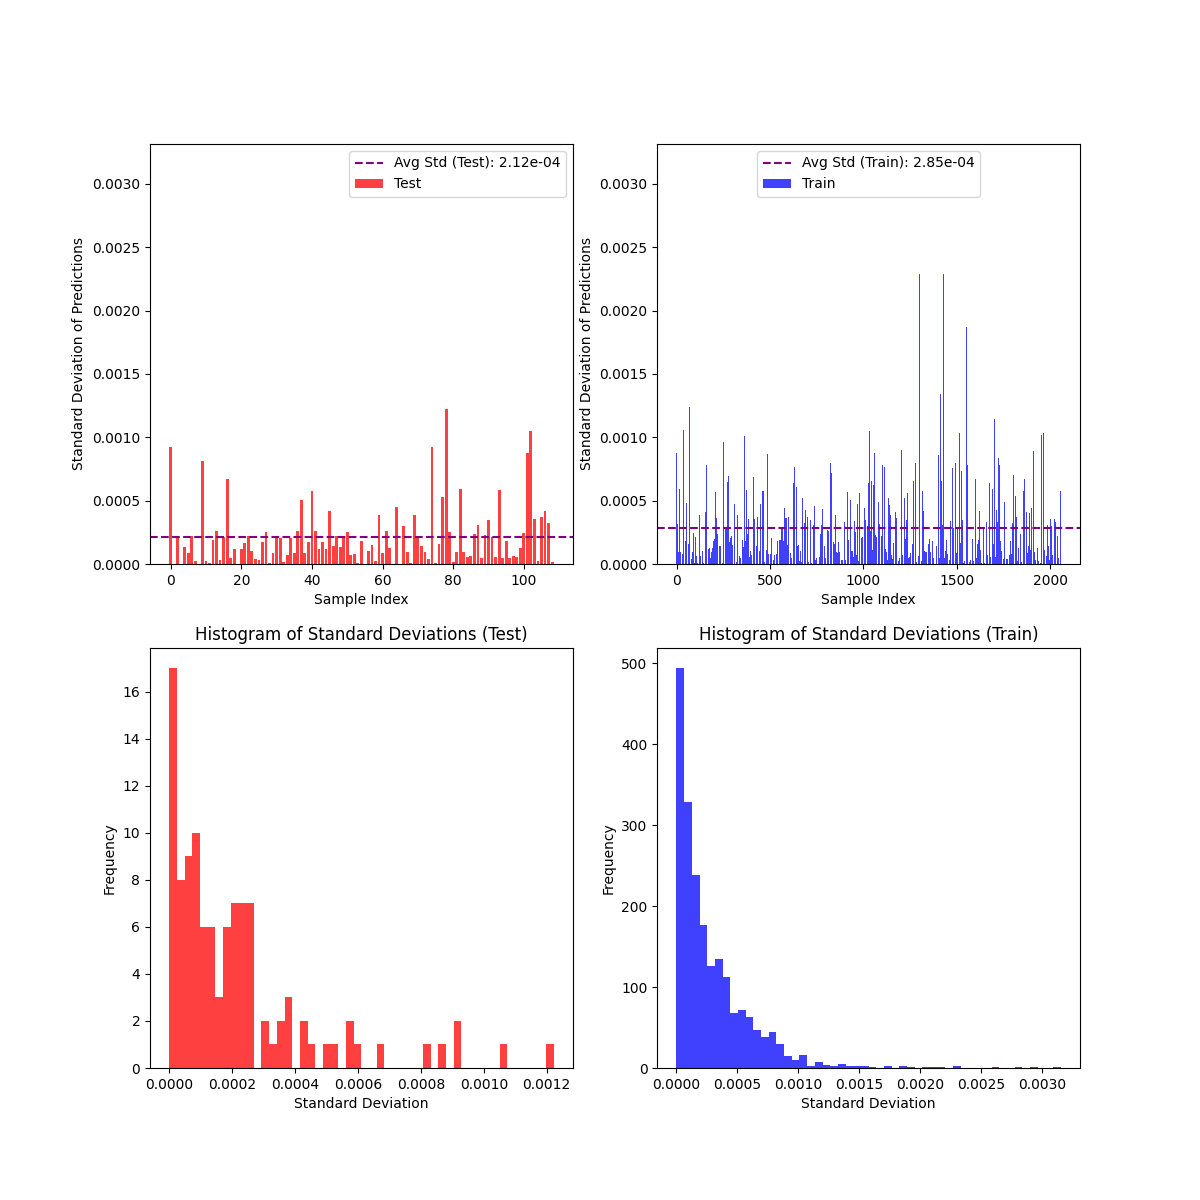 Avg Std (Test): 2.12e-04
Test
0.0030
0.0025
0.0020
0.0015
0.0010
0.0005
0.0000
Standard Deviation of Predictions
0 20 40 60 80 100
Sample Index
Avg Std (Train): 2.85e-04
Train
0.0030
0.0025
0.0020
0.0015
0.0010
0.0005
0.0000
Standard Deviation of Predictions
0 500 1000 1500 2000
Sample Index
Histogram of Standard Deviations (Test)
16
14
12
10
8
6
4
2
0
Frequency
0.0000 0.0002 0.0004 0.0006 0.0008 0.0010 0.0012
Standard Deviation
Histogram of Standard Deviations (Train)
500
400
300
200
100
0
Frequency
0.0000 0.0005 0.0010 0.0015 0.0020 0.0025 0.0030
Standard Deviation